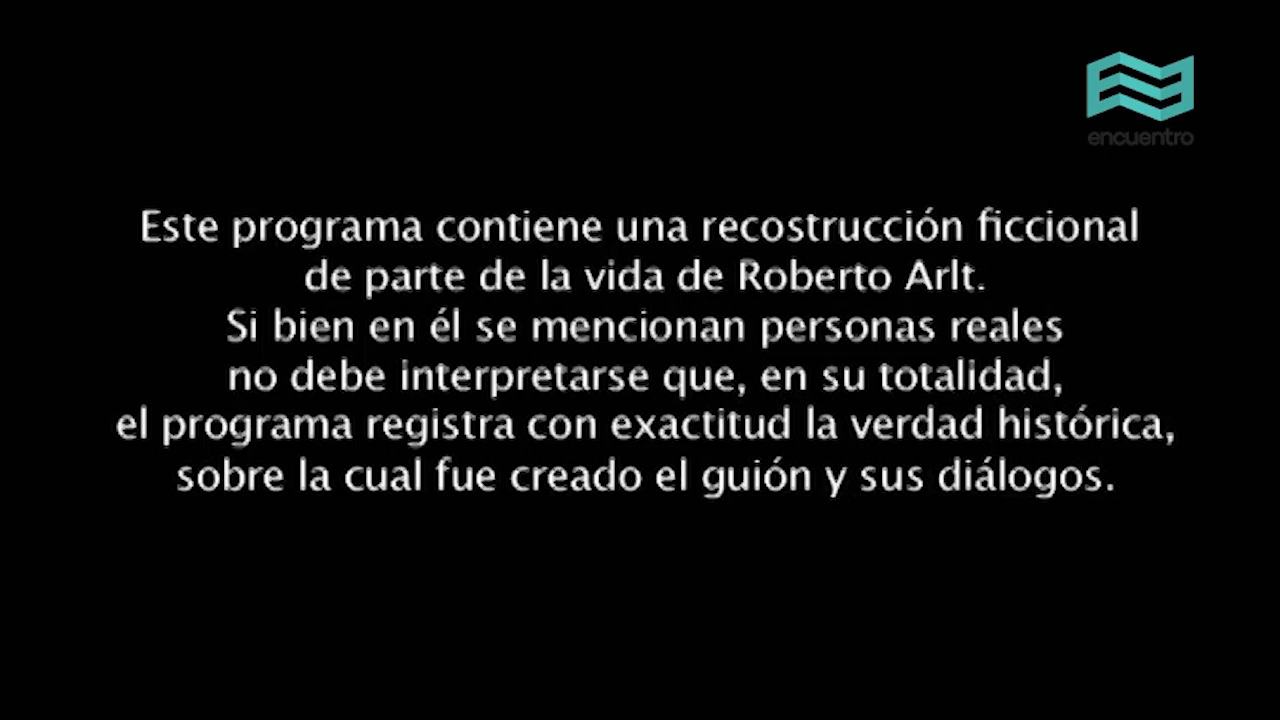 encuentro
Este programa contiene una recostrucción ficcional
de parte de la vida de Roberto Arlt.
Si bien en él se mencionan personas reales
no debe interpretarse que, en su totalidad,
el programa registra con exactitud la verdad histórica,
sobre la cual fue creado el guión y sus diálogos.